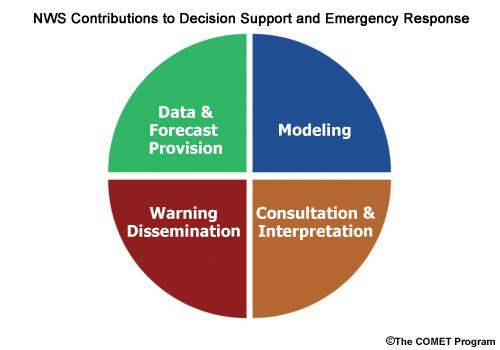 NWS Contributions to Decision Support and Emergency Response
Data &
Forecast
Provision
Modeling
Warning
Dissemination
Consultation &
Interpretation
©The COMET Program